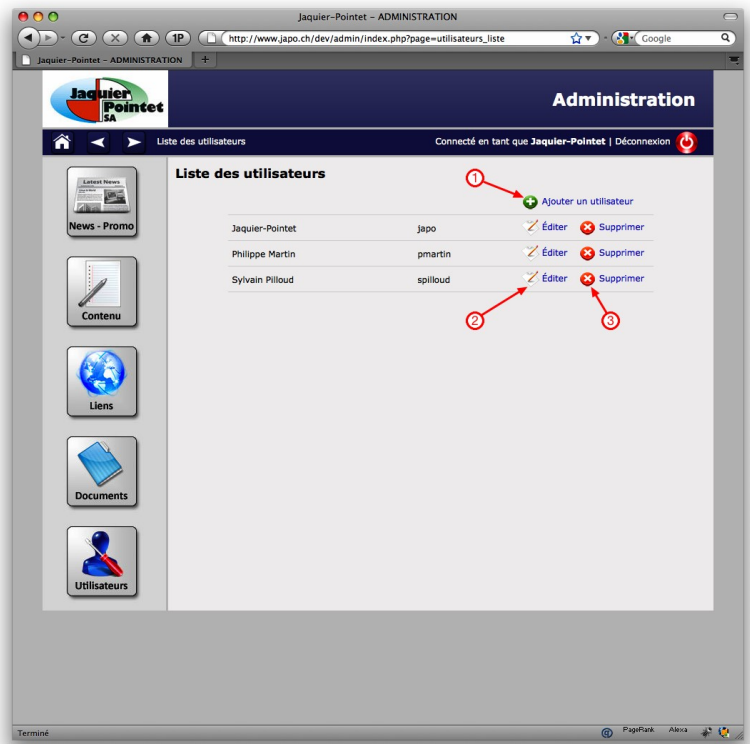 Jaquier-Pointet – ADMINISTRATION
1P
http://www.japo.ch/dev/admin/index.php?page=utilisateurs_liste
Google
Jaquier-Pointet – ADMINISTRATION
Jaquier
Pointet
SA
Administration
Liste des utilisateurs
Connecté en tant que Jaquier-Pointet | Déconnexion
Latest News
News - Promo
Contenu
Liens
Documents
Utilisateurs
Liste des utilisateurs
1
Ajouter un utilisateur
Jaquier-Pointet japo Éditer Supprimer
Philippe Martin pmartin Éditer Supprimer
Sylvain Pilloud spilloud Éditer Supprimer
2 3
Terminé
PageRank Alexa